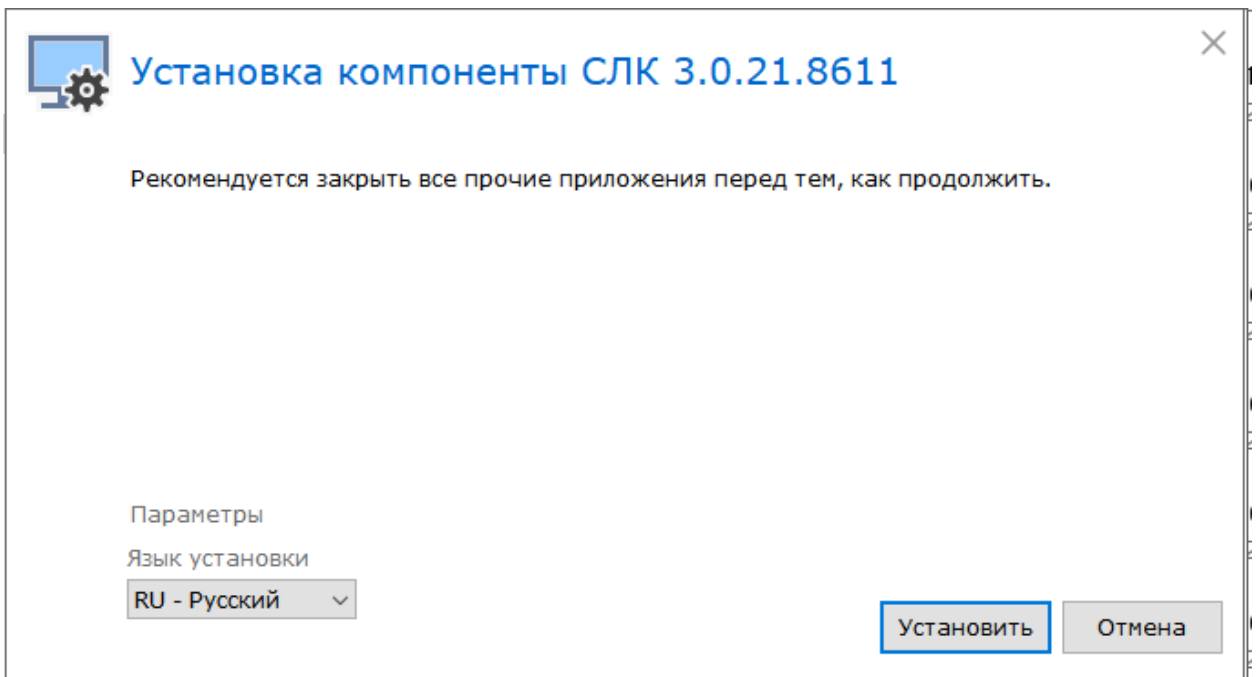 Установка компоненты СЛК 3.0.21.8611
Рекомендуется закрыть все прочие приложения перед тем, как продолжить.
Параметры
Язык установки
RU - Русский
Установить
Отмена